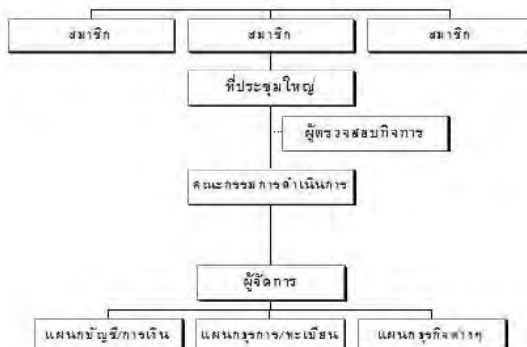 สมาชิก สมาชิก สมาชิก
ที่ประชุมใหญ่
ผู้ตรวจสอบกิจการ
คณะกรรมการดำเนินการ
ผู้จัดการ
แผนกบัญชี/การเงิน แผนกธุรการ/ทะเบียน แผนกธุรกิจต่างๆ